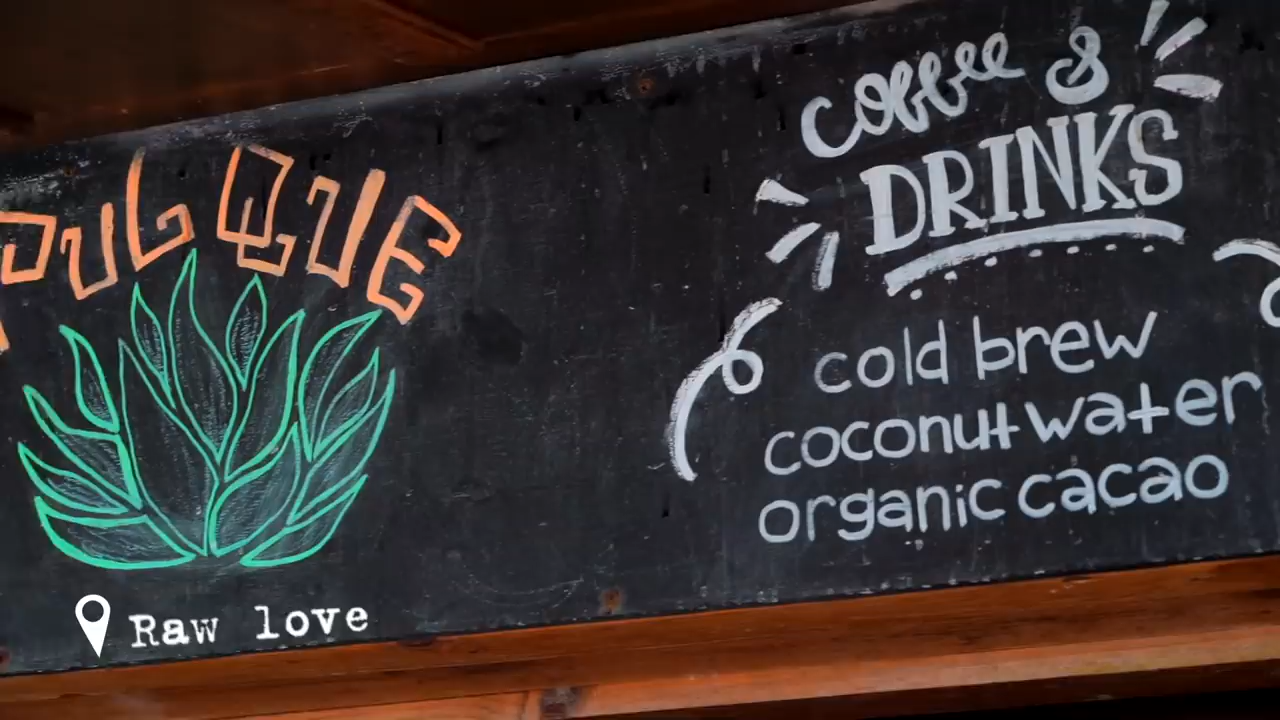 PULQUE
coffee &
DRINKS
cold brew
coconut water
organic cacao
Raw love